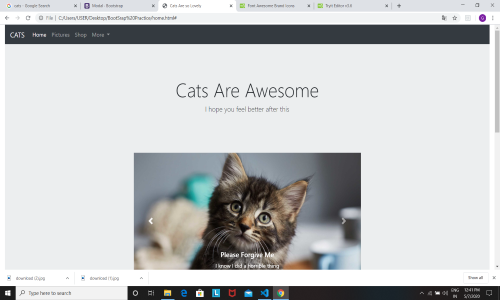 cats - Google Search
Modal · Bootstrap
Cats Are so Lovely
Font Awesome Brand Icons
Tryit Editor v3.6
File | C:/Users/USER/Desktop/BootStrap%20Practice/home.html#
CATS Home Pictures Shop More
Cats Are Awesome
I hope you feel better after this
Please Forgive Me
I know I did a horrible thing
download (2).jpg
download (1).jpg
Show all
Type here to search
ENG
IN
12:41 PM
5/7/2020